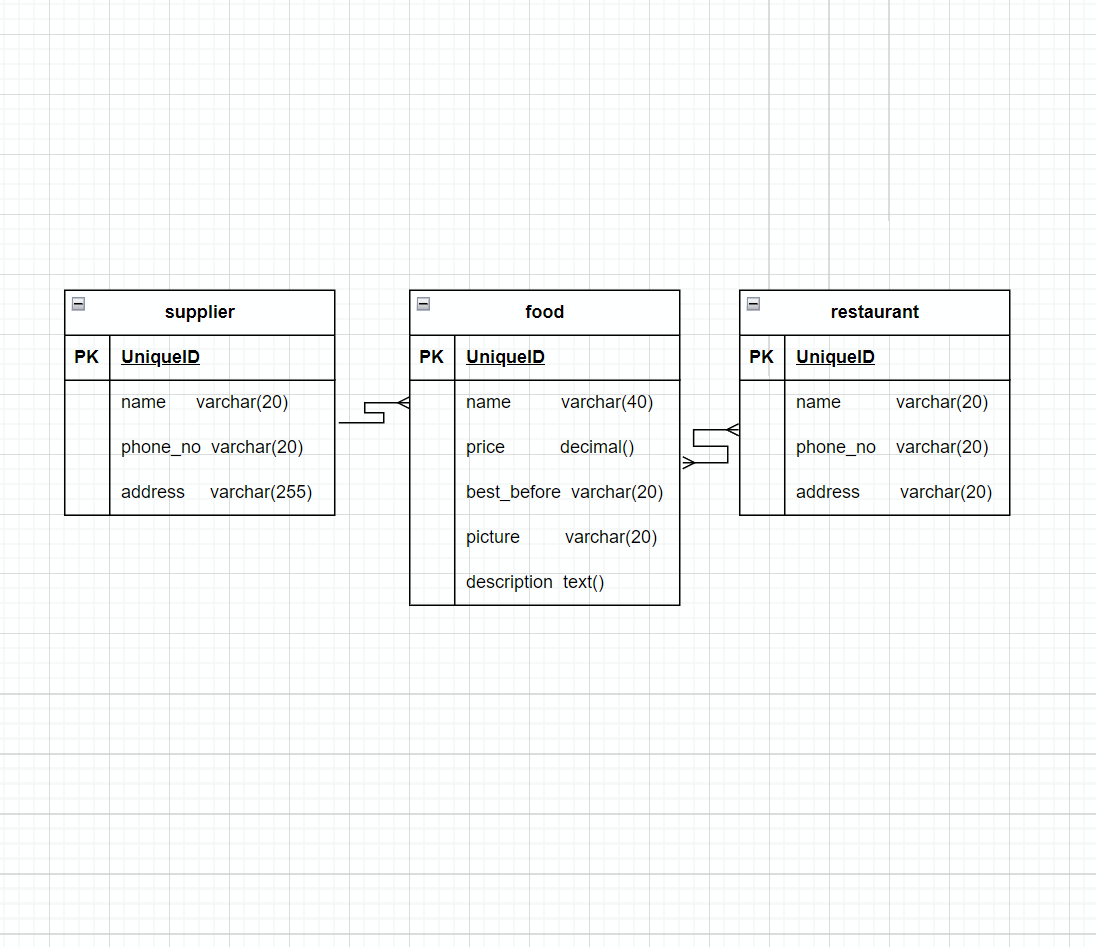 supplier
PK UniqueID
name varchar(20)
phone_no varchar(20)
address varchar(255)
food
PK UniqueID
name varchar(40)
price decimal()
best_before varchar(20)
picture varchar(20)
description text()
restaurant
PK UniqueID
name varchar(20)
phone_no varchar(20)
address varchar(20)